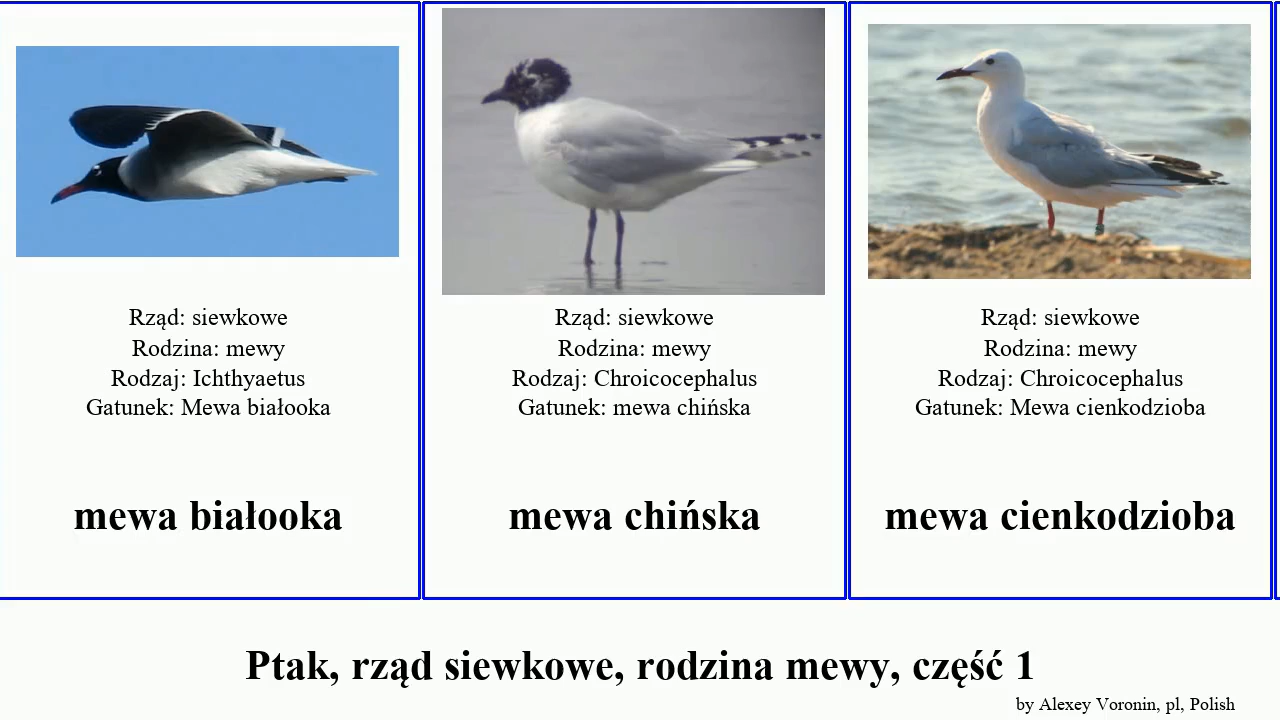 Rząd: siewkowe
Rodzina: mewy
Rodzaj: Ichthyaetus
Gatunek: Mewa białooka
mewa białooka
Rząd: siewkowe
Rodzina: mewy
Rodzaj: Chroicocephalus
Gatunek: mewa chińska
mewa chińska
Rząd: siewkowe
Rodzina: mewy
Rodzaj: Chroicocephalus
Gatunek: Mewa cienkodzioba
mewa cienkodzioba
Ptak, rząd siewkowe, rodzina mewy, część 1
by Alexey Voronin, pl, Polish